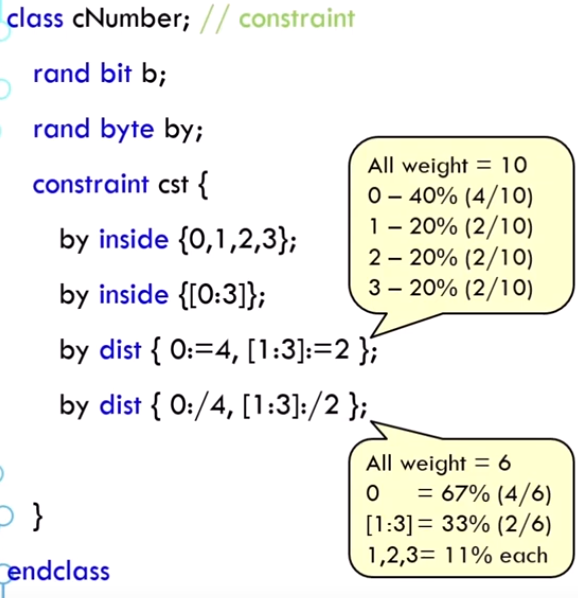 class cNumber; // constraint
rand bit b;
rand byte by;
constraint cst {
by inside {0,1,2,3};
by inside {[0:3]};
by dist { 0:=4, [1:3]:=2 };
by dist { 0:/4, [1:3]:/2 };
}
endclass
All weight = 10
0 – 40% (4/10)
1 – 20% (2/10)
2 – 20% (2/10)
3 – 20% (2/10)
All weight = 6
0 = 67% (4/6)
[1:3] = 33% (2/6)
1,2,3= 11% each